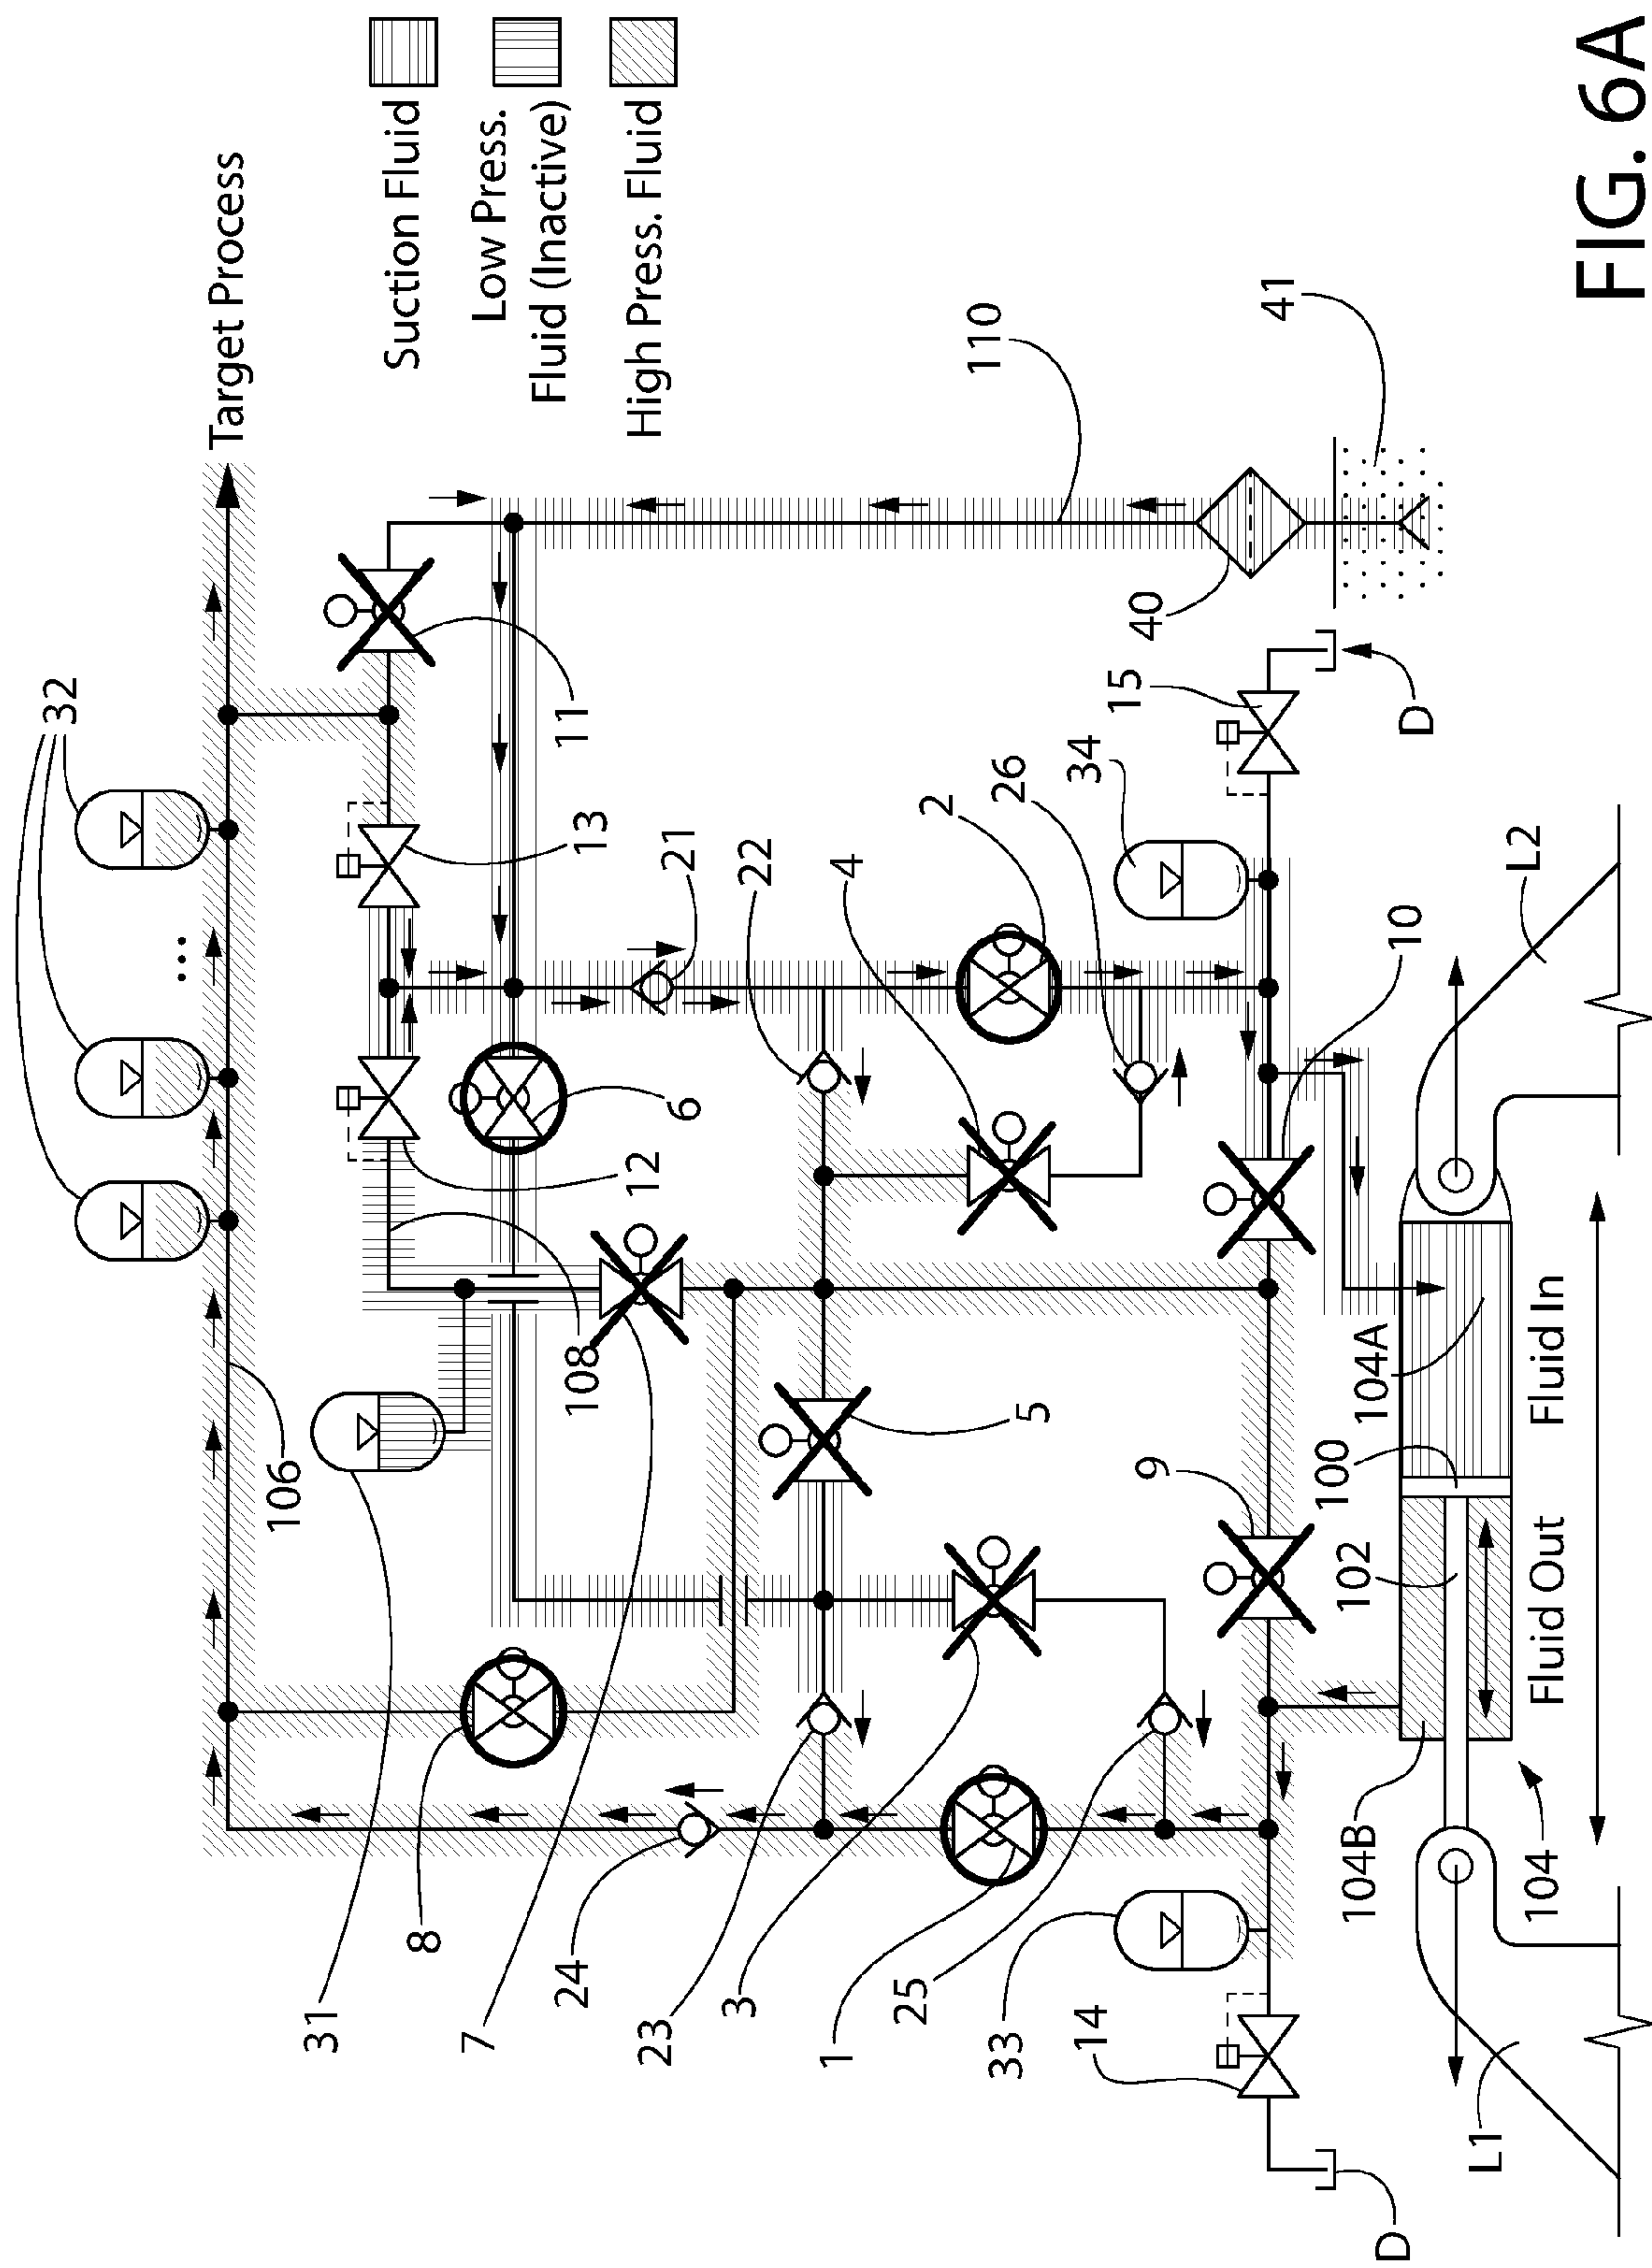 32
...
Target Process
106
Suction Fluid
Low Press.
Fluid (Inactive)
High Press. Fluid
31
8
7
24
23
3
1
25
33
14
D
L1
108
12
6
13
11
21
22
4
2
26
34
15
D
5
9
10
40
110
41
104B
104
102
100
104A
Fluid Out
Fluid In
L2
FIG. 6A